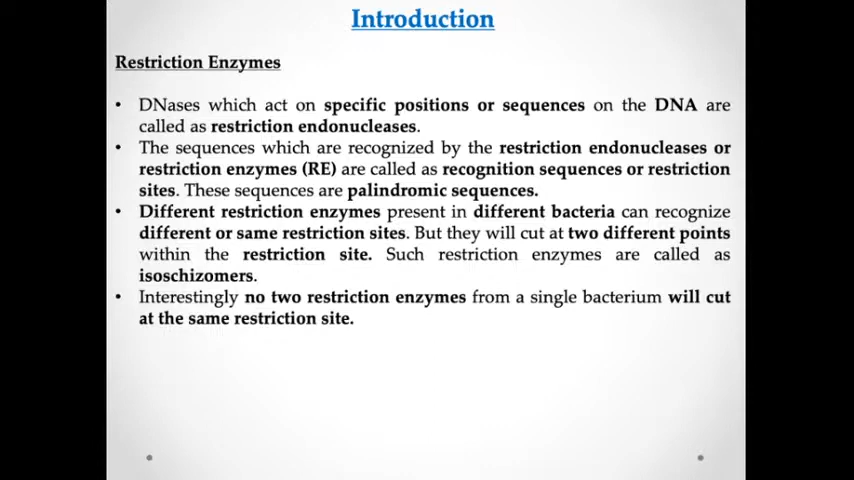 Introduction
Restriction Enzymes
• DNases which act on specific positions or sequences on the DNA are
called as restriction endonucleases.
• The sequences which are recognized by the restriction endonucleases or
restriction enzymes (RE) are called as recognition sequences or restriction
sites. These sequences are palindromic sequences.
• Different restriction enzymes present in different bacteria can recognize
different or same restriction sites. But they will cut at two different points
within the restriction site. Such restriction enzymes are called as
isoschizomers.
• Interestingly no two restriction enzymes from a single bacterium will cut
at the same restriction site.